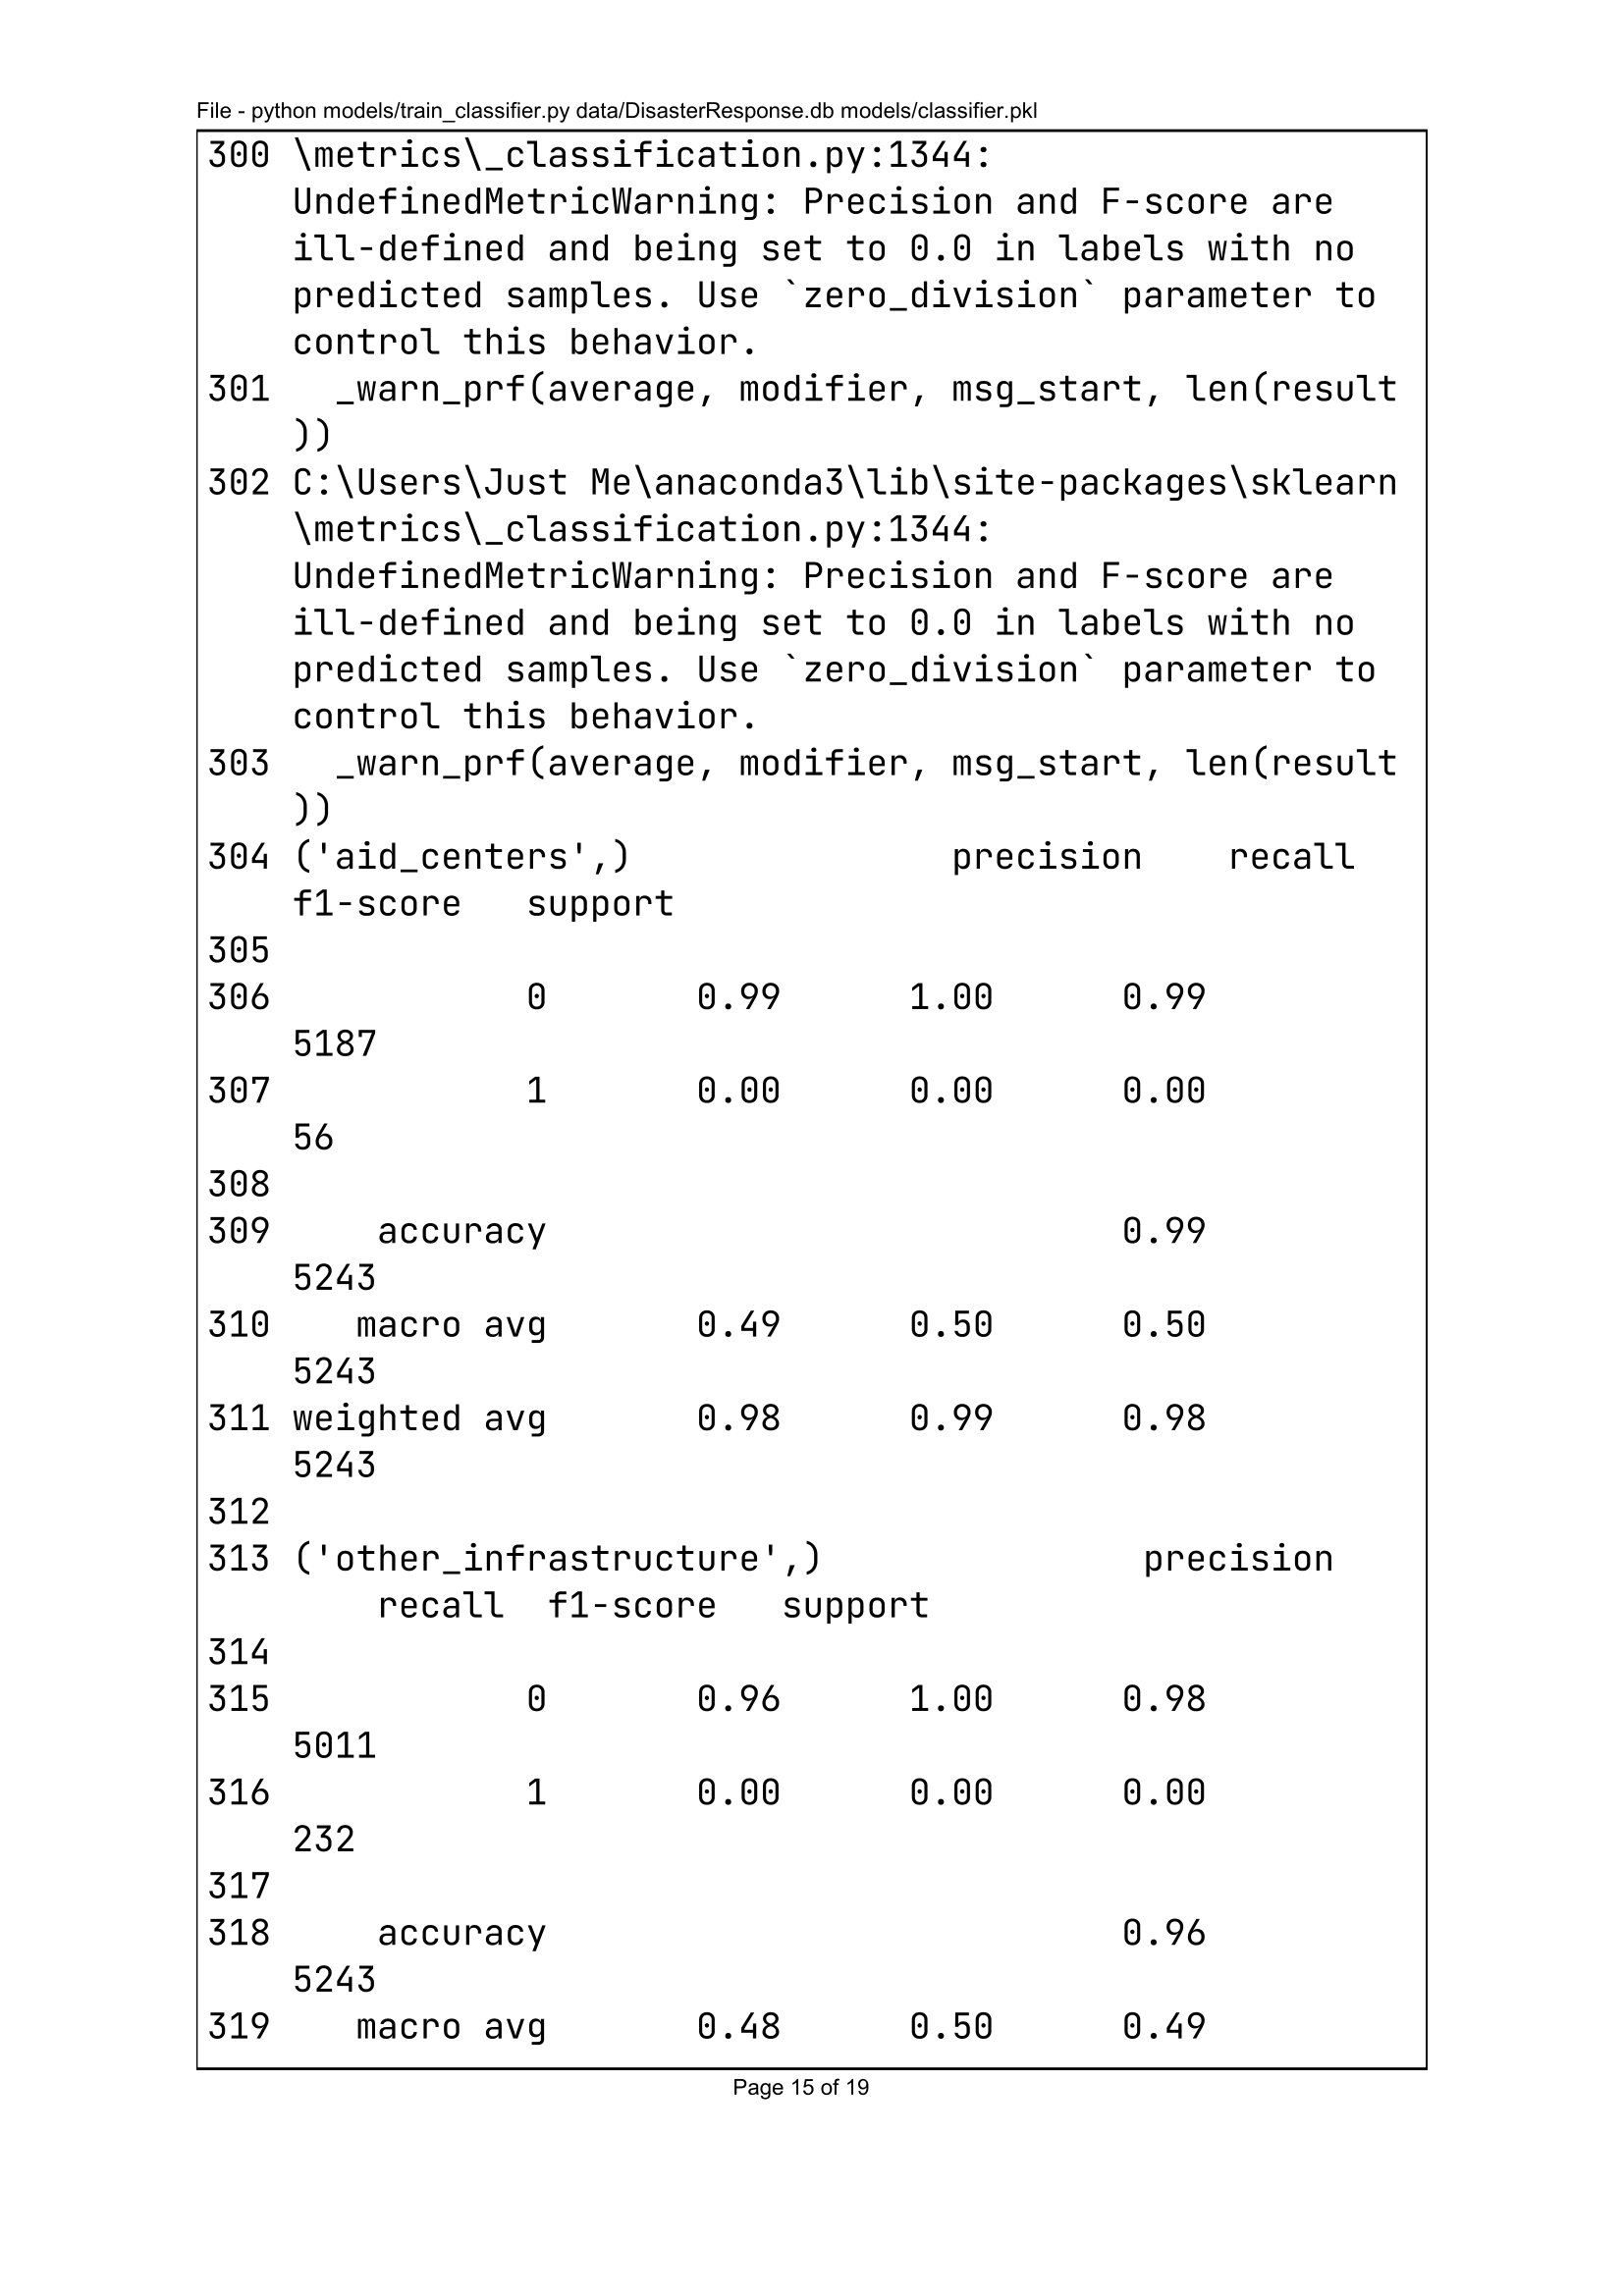 File - python models/train_classifier.py data/DisasterResponse.db models/classifier.pkl
300 \metrics\_classification.py:1344:
UndefinedMetricWarning: Precision and F-score are
ill-defined and being set to 0.0 in labels with no
predicted samples. Use `zero_division` parameter to
control this behavior.
301   _warn_prf(average, modifier, msg_start, len(result
))
302 C:\Users\Just Me\anaconda3\lib\site-packages\sklearn
\metrics\_classification.py:1344:
UndefinedMetricWarning: Precision and F-score are
ill-defined and being set to 0.0 in labels with no
predicted samples. Use `zero_division` parameter to
control this behavior.
303   _warn_prf(average, modifier, msg_start, len(result
))
304 ('aid_centers',)               precision    recall
f1-score   support
305
306            0       0.99      1.00      0.99
5187
307            1       0.00      0.00      0.00
56
308
309     accuracy                           0.99
5243
310    macro avg       0.49      0.50      0.50
5243
311 weighted avg       0.98      0.99      0.98
5243
312
313 ('other_infrastructure',)               precision
recall  f1-score   support
314
315            0       0.96      1.00      0.98
5011
316            1       0.00      0.00      0.00
232
317
318     accuracy                           0.96
5243
319    macro avg       0.48      0.50      0.49
Page 15 of 19